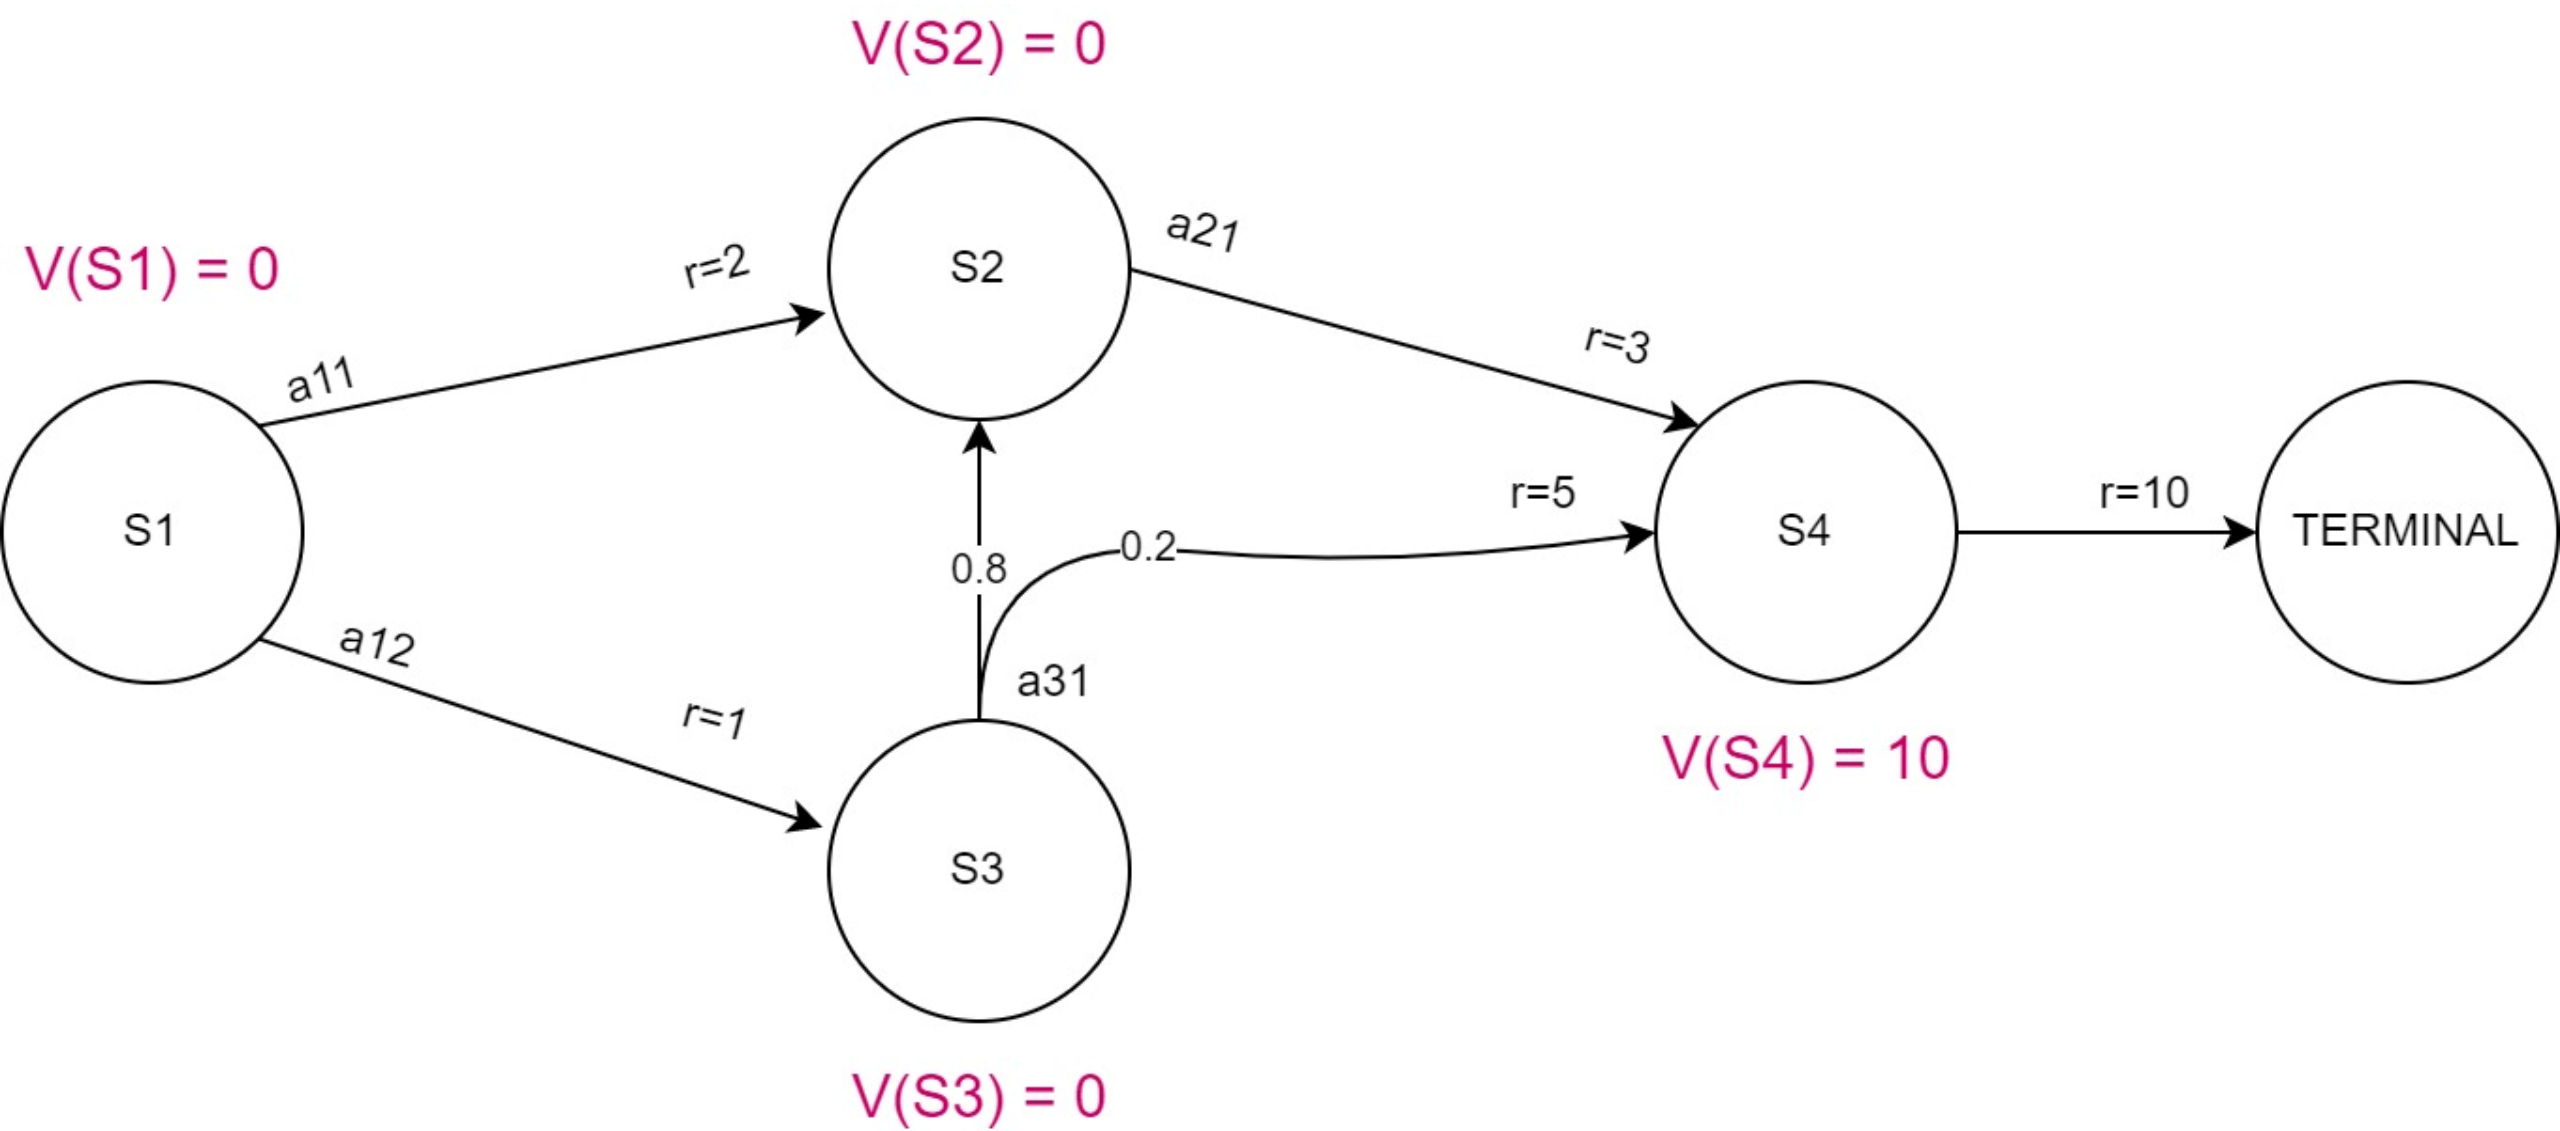 V(S2) = 0
a21
r=2
S2
V(S1) = 0
r=3
a11
r=5
r=10
S1
0.2
S4
TERMINAL
0.8
a12
a31
r=1
V(S4) = 10
S3
V(S3) = 0